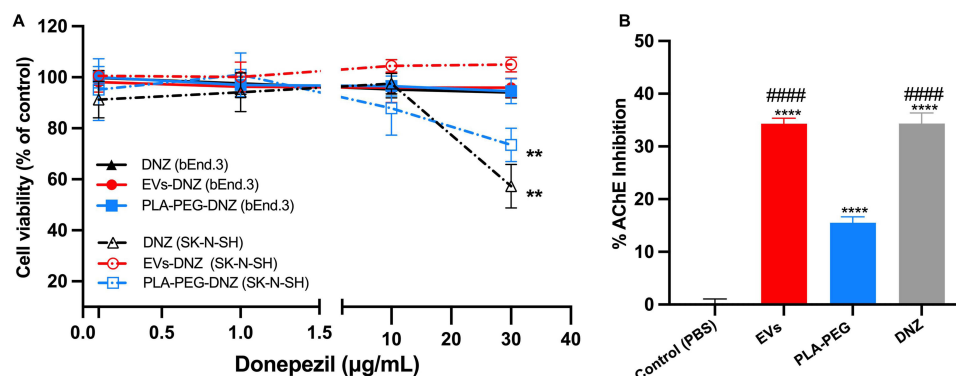 A
120
100
80
60
40
20
Cell viability (% of control)
DNZ (bEnd.3)
EVs-DNZ (bEnd.3)
PLA-PEG-DNZ (bEnd.3)
DNZ (SK-N-SH)
EVs-DNZ (SK-N-SH)
PLA-PEG-DNZ (SK-N-SH)
**
**
0.0 0.5 1.0 1.5 10 20 30 40
Donepezil (µg/mL)
B
50
40
30
20
10
0
% AChE Inhibition
####
****
****
####
****
Control (PBS)
EVs
PLA-PEG
DNZ